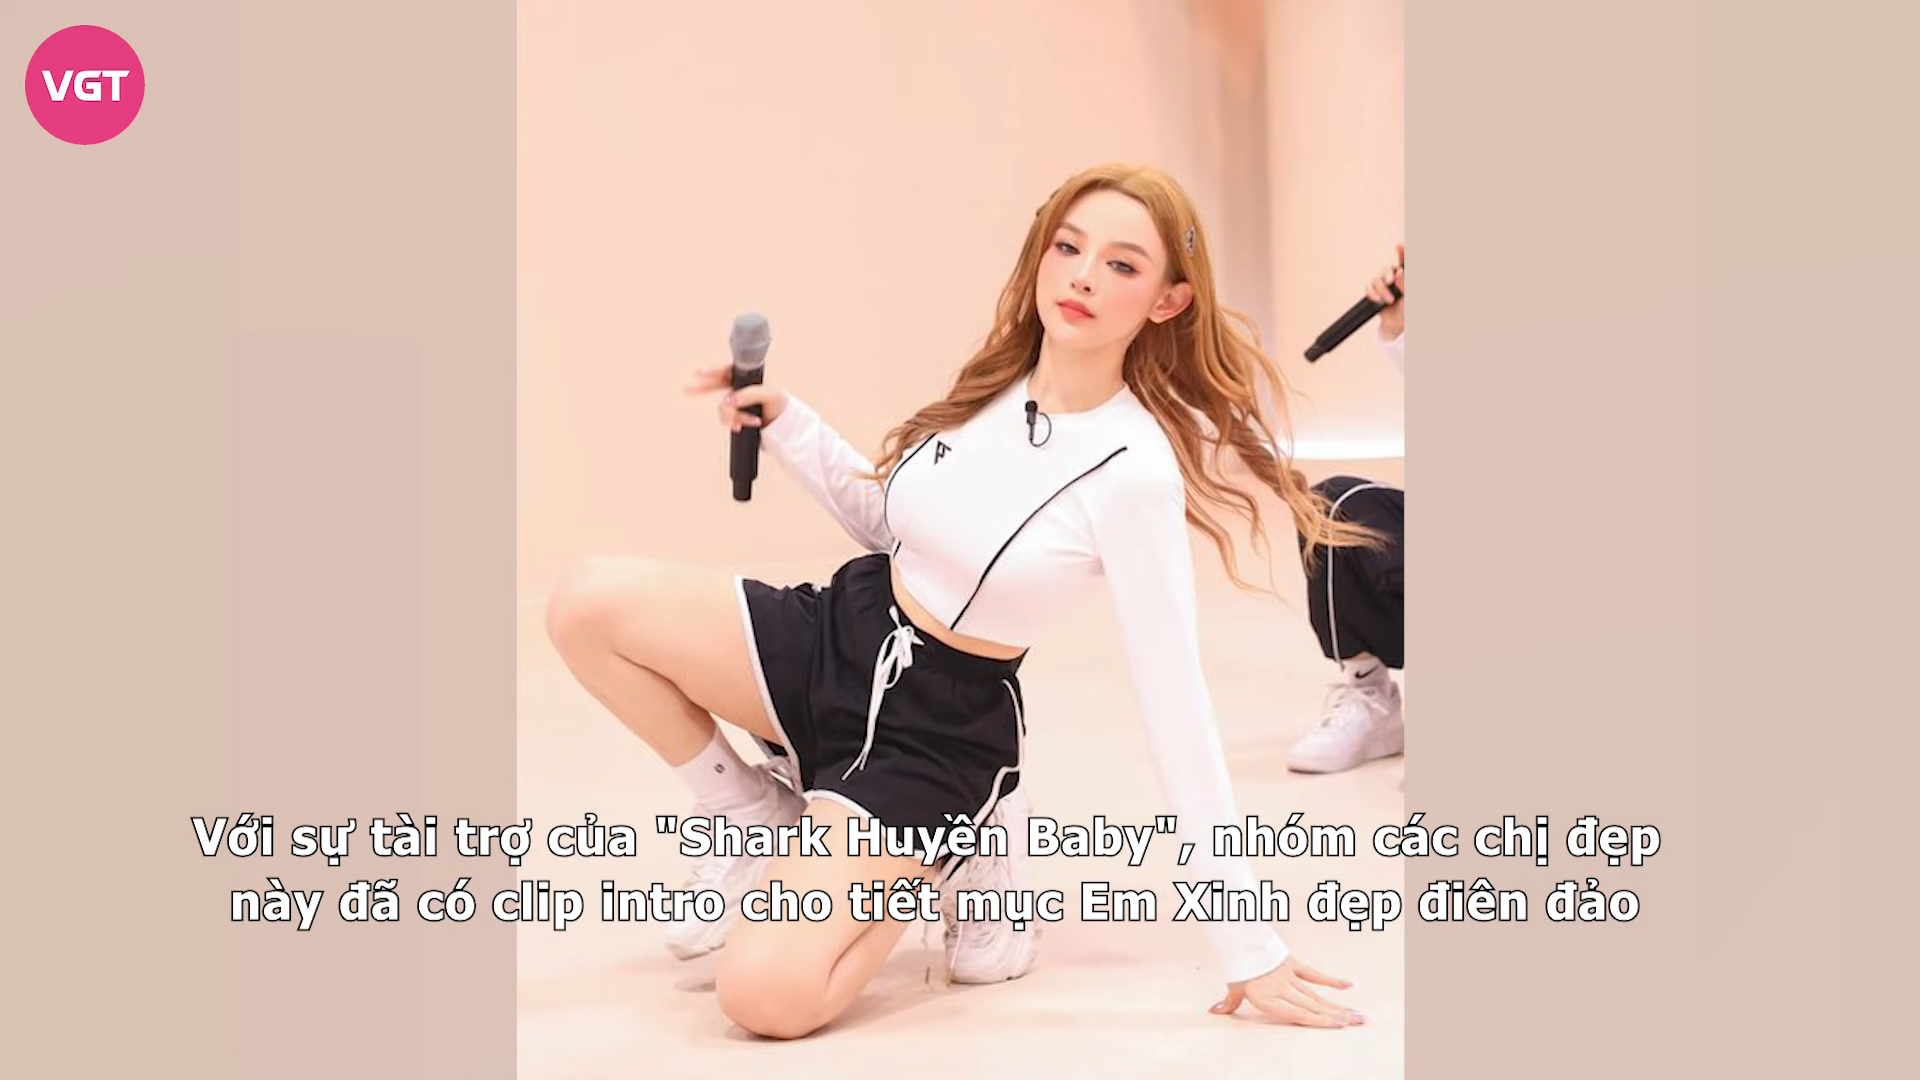 VGT
Với sự tài trợ của "Shark Huyền Baby", nhóm các chị đẹp
này đã có clip intro cho tiết mục Em Xinh đẹp điên đảo